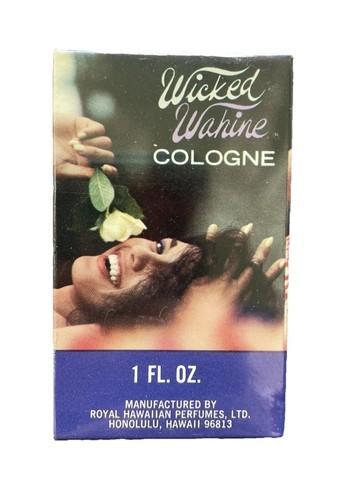 Wicked
Wahine
COLOGNE
1 FL. OZ.
MANUFACTURED BY
ROYAL HAWAIIAN PERFUMES, LTD.
HONOLULU, HAWAII 96813